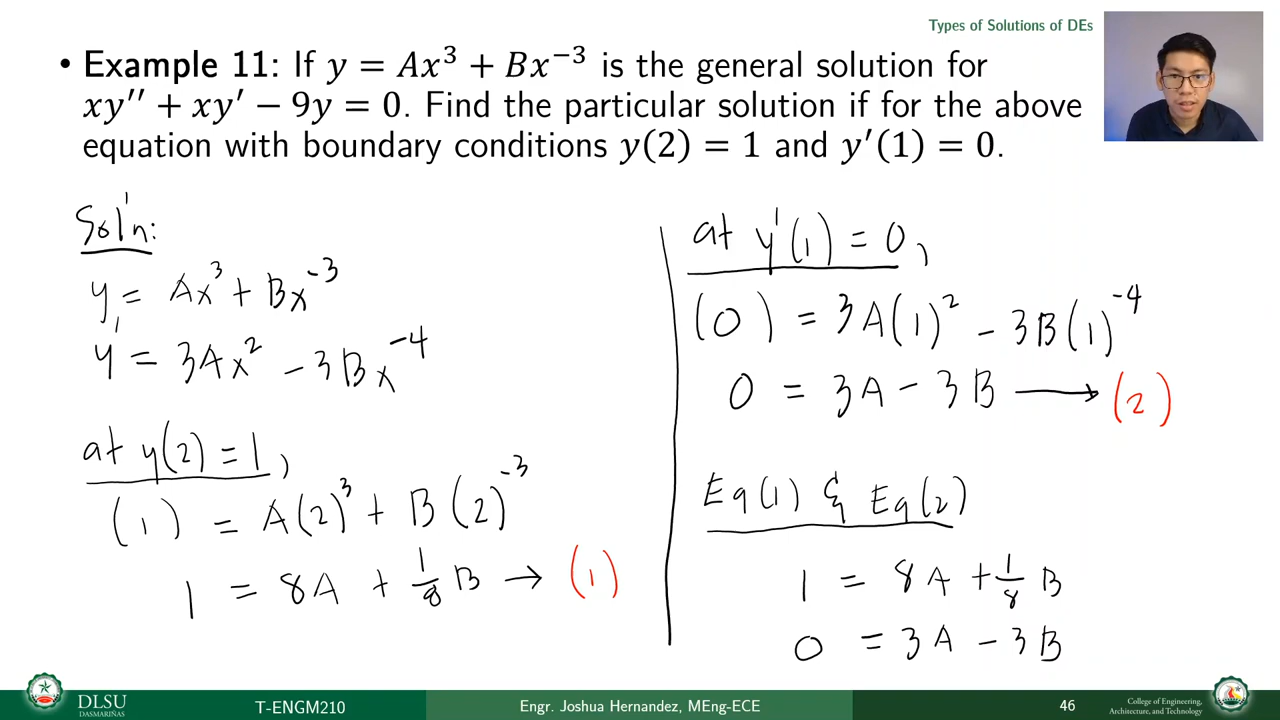 Types of Solutions of DEs
• Example 11: If y = Ax³ + Bx⁻³ is the general solution for
xy′′ + xy′ − 9y = 0. Find the particular solution if for the above
equation with boundary conditions y(2) = 1 and y′(1) = 0.
Sol'n:
y = Ax³ + Bx⁻³
y' = 3Ax² − 3Bx⁻⁴
at y(2) = 1,
(1) = A(2)³ + B(2)⁻³
1 = 8A + 1/8 B → (1)
at y'(1) = 0,
(0) = 3A(1)² − 3B(1)⁻⁴
0 = 3A − 3B → (2)
Eq(1) & Eq(2)
1 = 8A + 1/8 B
0 = 3A − 3B
DLSU
DASMARIÑAS
T-ENGM210
Engr. Joshua Hernandez, MEng-ECE
46
College of Engineering,
Architecture, and Technology